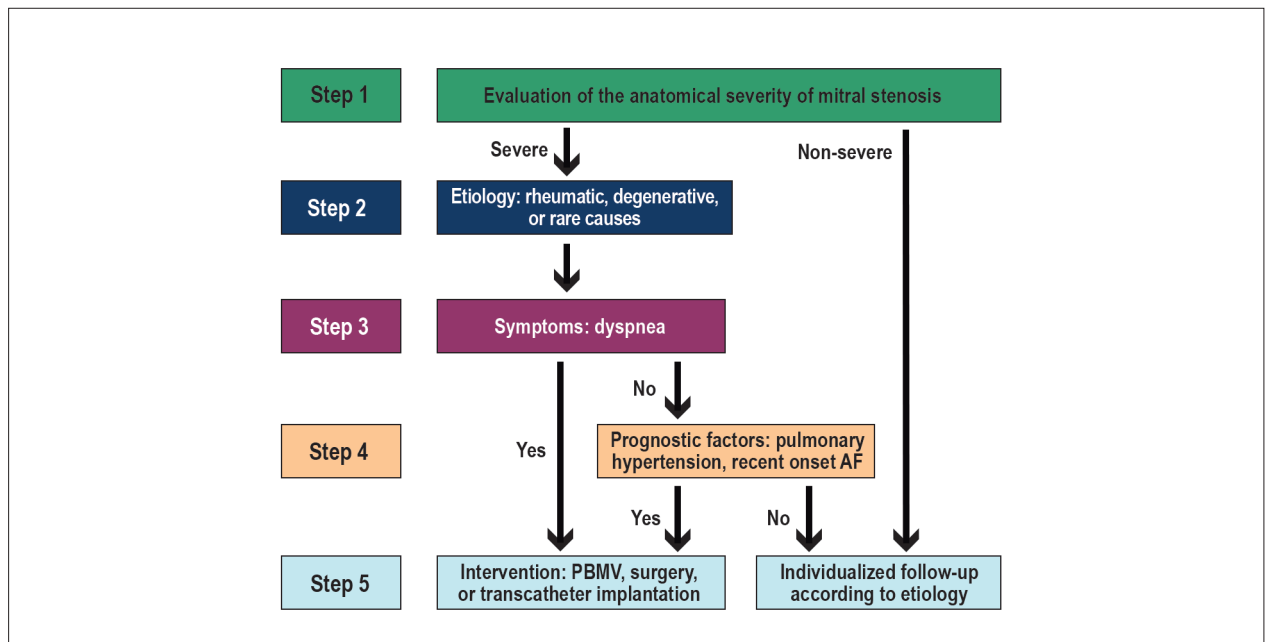 Step 1
Evaluation of the anatomical severity of mitral stenosis
Severe
Non-severe
Step 2
Etiology: rheumatic, degenerative,
or rare causes
Step 3
Symptoms: dyspnea
No
Yes
Step 4
Prognostic factors: pulmonary
hypertension, recent onset AF
Yes
No
Step 5
Intervention: PBMV, surgery,
or transcatheter implantation
Individualized follow-up
according to etiology